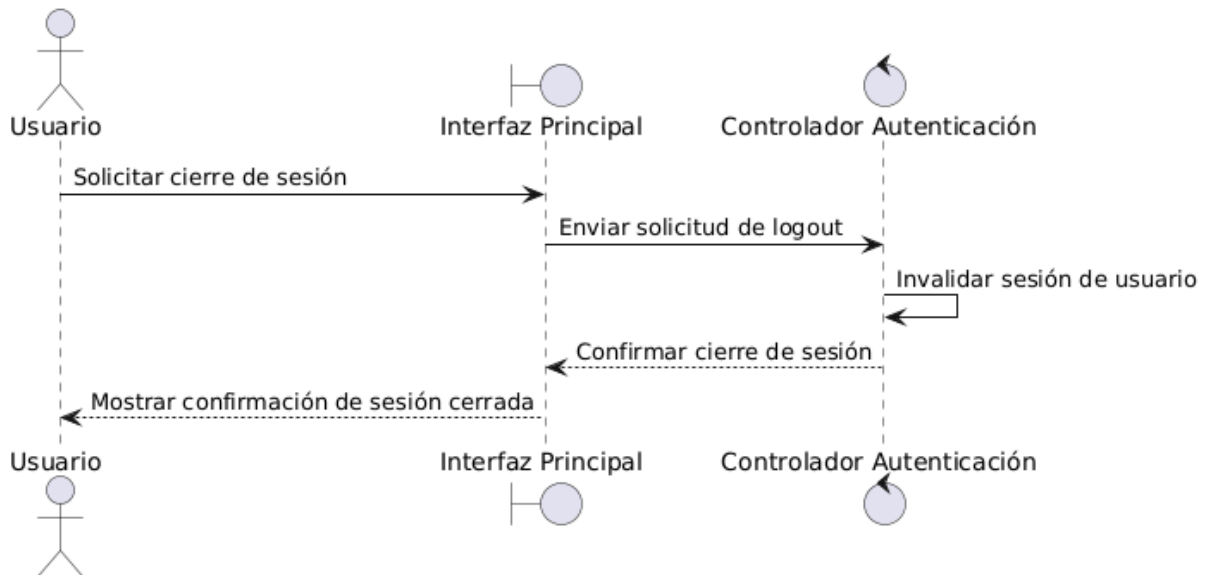 Usuario
Interfaz Principal
Controlador Autenticación
Solicitar cierre de sesión
Enviar solicitud de logout
Invalidar sesión de usuario
Confirmar cierre de sesión
Mostrar confirmación de sesión cerrada
Usuario
Interfaz Principal
Controlador Autenticación